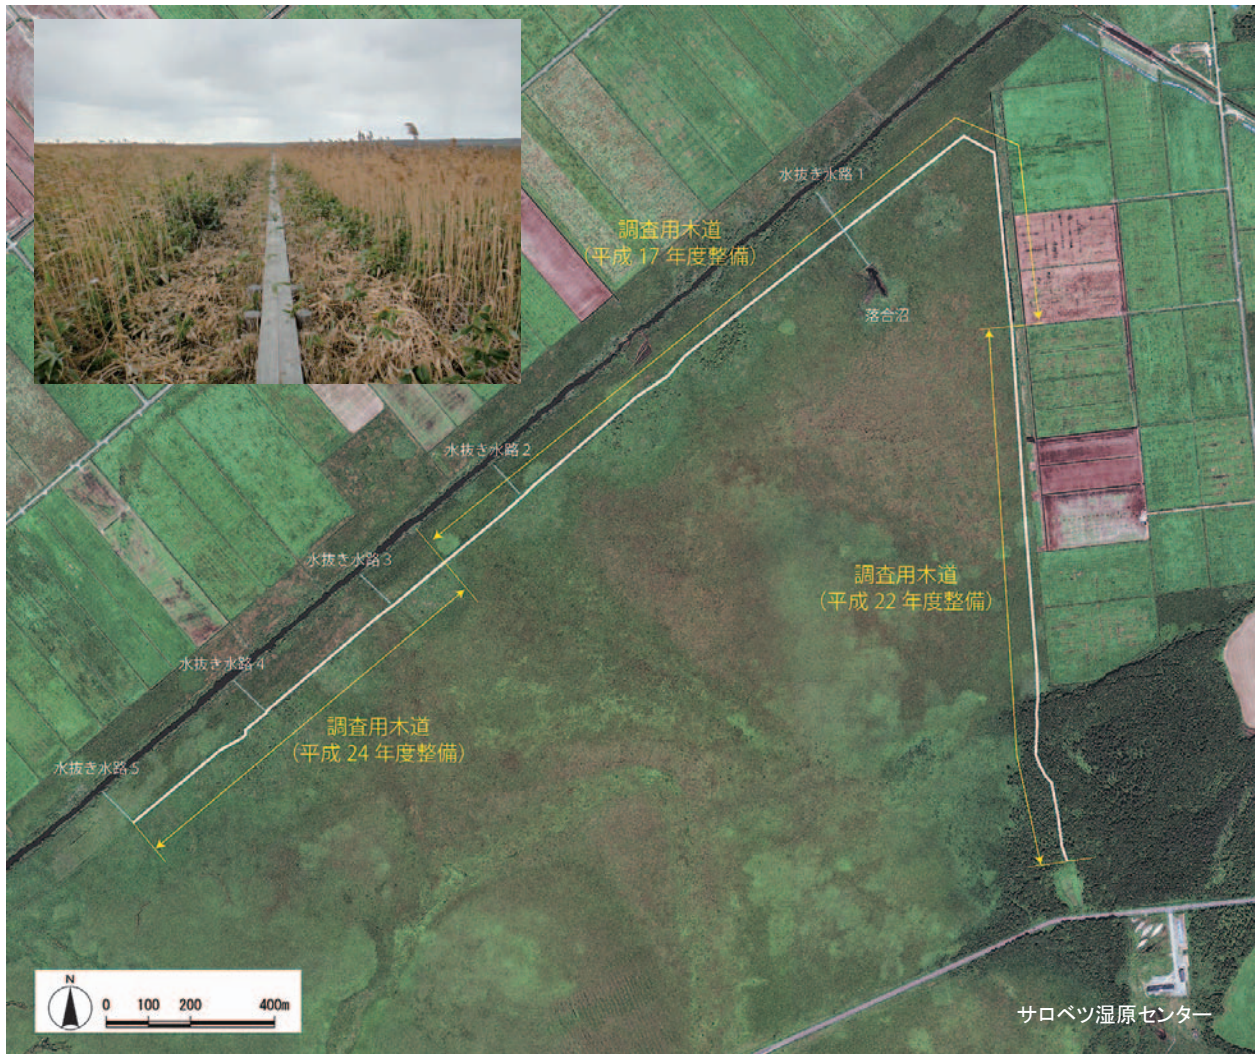 水抜き水路 1
調査用木道
(平成 17 年度整備)
落合沼
水抜き水路 2
水抜き水路 3
調査用木道
(平成 22 年度整備)
水抜き水路 4
調査用木道
(平成 24 年度整備)
水抜き水路 5
N
0 100 200 400m
サロベツ湿原センター